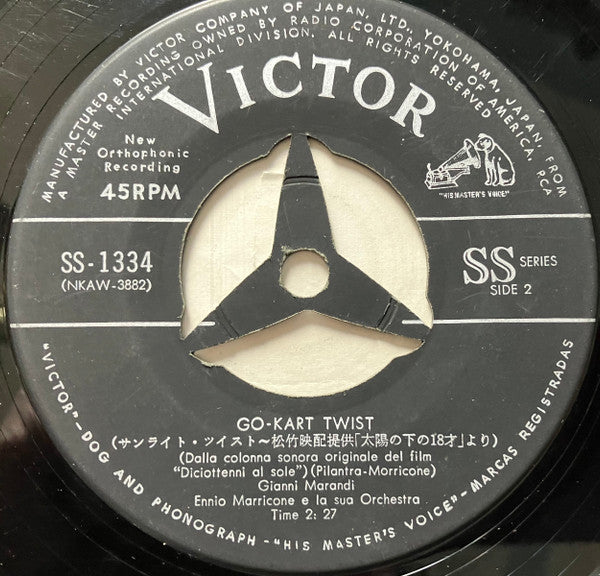 MANUFACTURED BY VICTOR COMPANY OF JAPAN, LTD., YOKOHAMA, JAPAN, FROM
A MASTER RECORDING OWNED BY RADIO CORPORATION OF AMERICA, RCA
INTERNATIONAL DIVISION. ALL RIGHTS RESERVED
VICTOR
New
Orthophonic
Recording
45RPM
"HIS MASTER'S VOICE"
SS-1334
(NKAW-3882)
SS SERIES
SIDE 2
GO-KART TWIST
(サンライト・ツイスト〜松竹映配提供「太陽の下の18才」より)
(Dalla colonna sonora originale del film
"Diciottenni al sole") (Pilantra-Morricone)
Gianni Marandi
Ennio Marricone e la sua Orchestra
Time 2: 27
"VICTOR"-DOG AND PHONOGRAPH-"HIS MASTER'S VOICE"-MARCAS REGISTRADAS